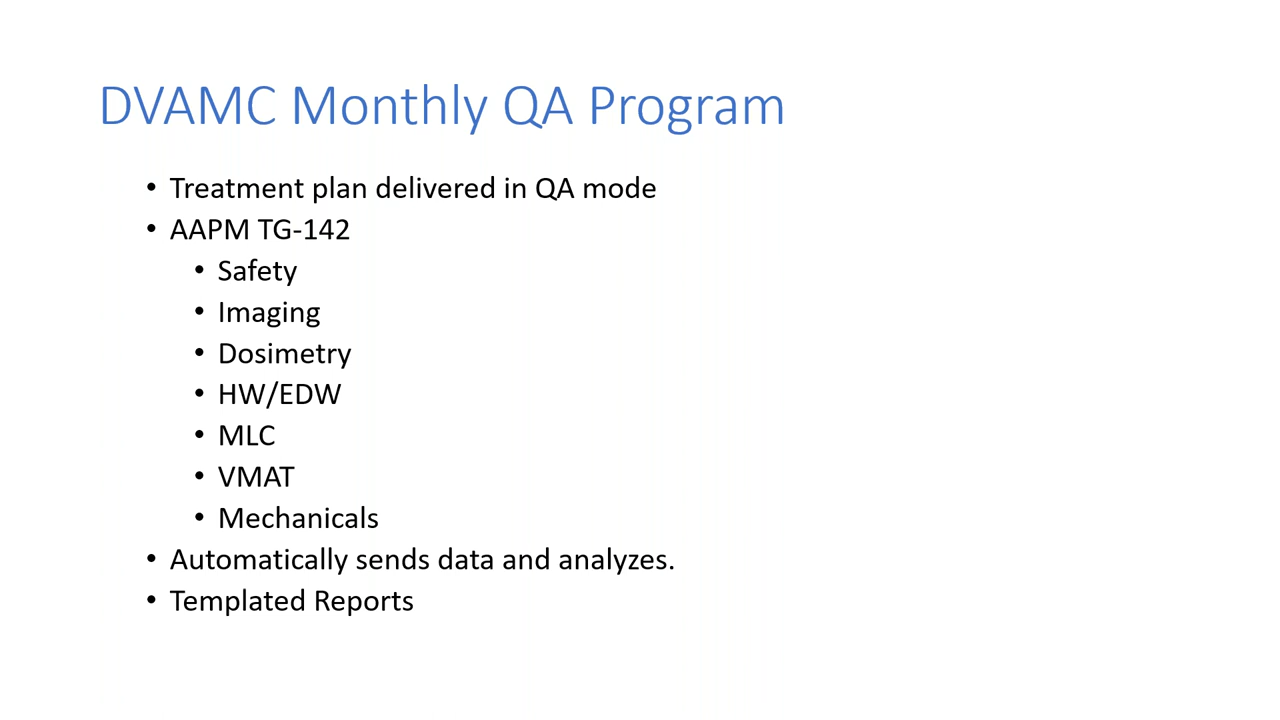 DVAMC Monthly QA Program
• Treatment plan delivered in QA mode
• AAPM TG-142
• Safety
• Imaging
• Dosimetry
• HW/EDW
• MLC
• VMAT
• Mechanicals
• Automatically sends data and analyzes.
• Templated Reports